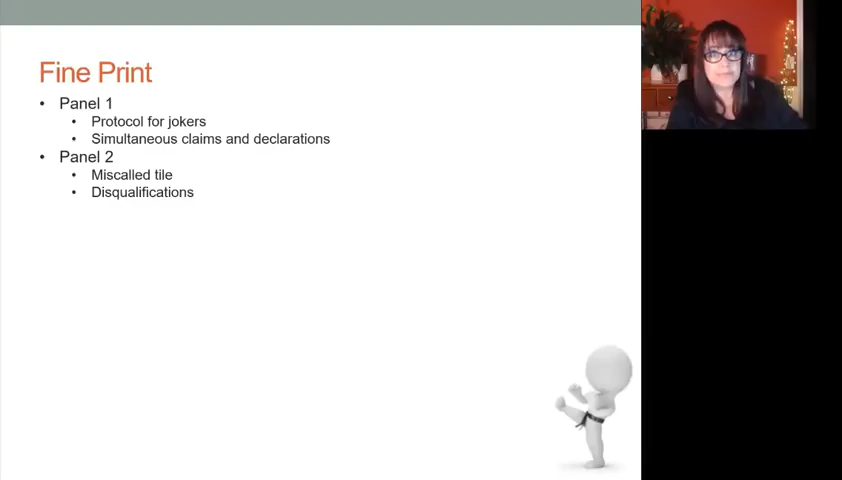 Fine Print
• Panel 1
• Protocol for jokers
• Simultaneous claims and declarations
• Panel 2
• Miscalled tile
• Disqualifications